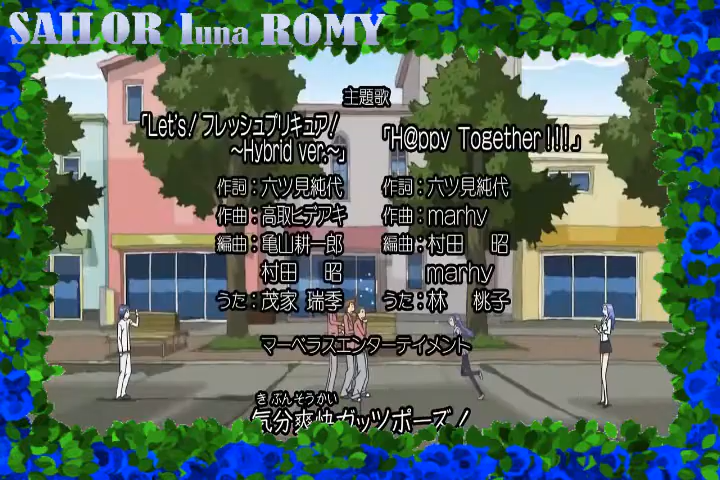 SAILOR luna ROMY
主題歌
「Let's！フレッシュプリキュア！
～Hybrid ver.～」
作詞：六ツ見純代
作曲：高取ヒデアキ
編曲：亀山耕一郎
村田　昭
うた：茂家 瑞季
「H@ppy Together!!!」
作詞：六ツ見純代
作曲：marhy
編曲：村田　昭
marhy
うた：林　桃子
マーベラスエンターテイメント
きぶんそうかい
気分爽快ガッツポーズ！